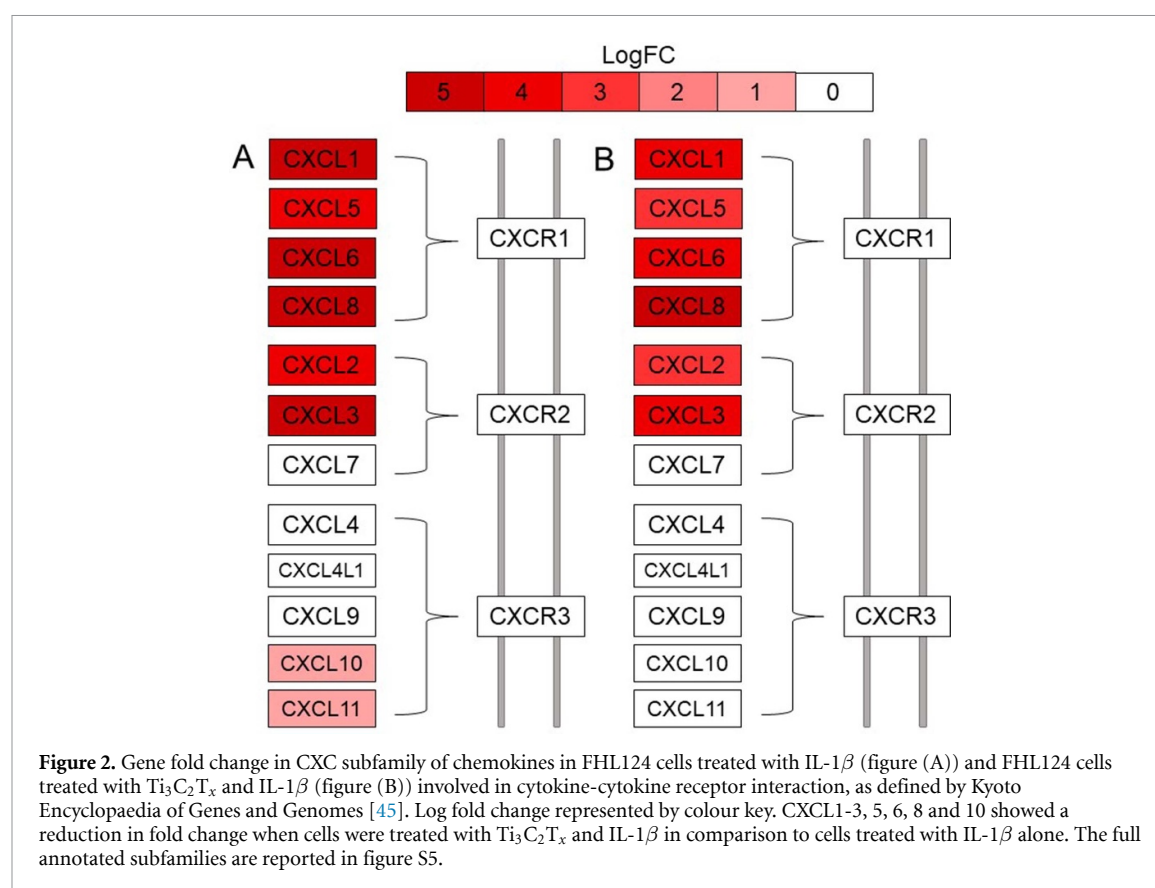 LogFC
5 4 3 2 1 0
A
CXCL1
CXCL5
CXCL6
CXCL8
CXCR1
CXCL2
CXCL3
CXCL7
CXCR2
CXCL4
CXCL4L1
CXCL9
CXCL10
CXCL11
CXCR3
B
CXCL1
CXCL5
CXCL6
CXCL8
CXCR1
CXCL2
CXCL3
CXCL7
CXCR2
CXCL4
CXCL4L1
CXCL9
CXCL10
CXCL11
CXCR3
Figure 2. Gene fold change in CXC subfamily of chemokines in FHL124 cells treated with IL-1β (figure (A)) and FHL124 cells
treated with Ti₃C₂Tₓ and IL-1β (figure (B)) involved in cytokine-cytokine receptor interaction, as defined by Kyoto
Encyclopaedia of Genes and Genomes [45]. Log fold change represented by colour key. CXCL1-3, 5, 6, 8 and 10 showed a
reduction in fold change when cells were treated with Ti₃C₂Tₓ and IL-1β in comparison to cells treated with IL-1β alone. The full
annotated subfamilies are reported in figure S5.